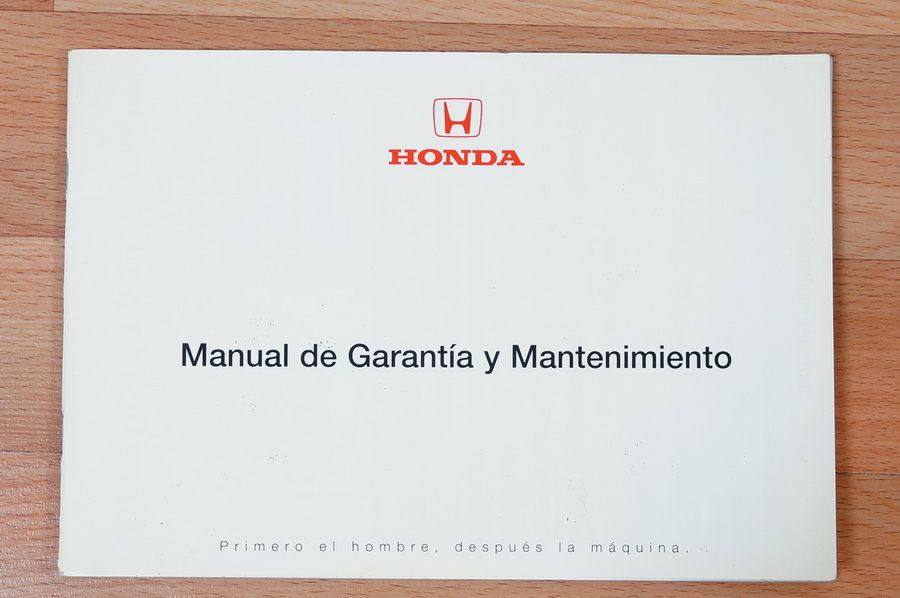 HONDA
Manual de Garantía y Mantenimiento
Primero el hombre, después la máquina.